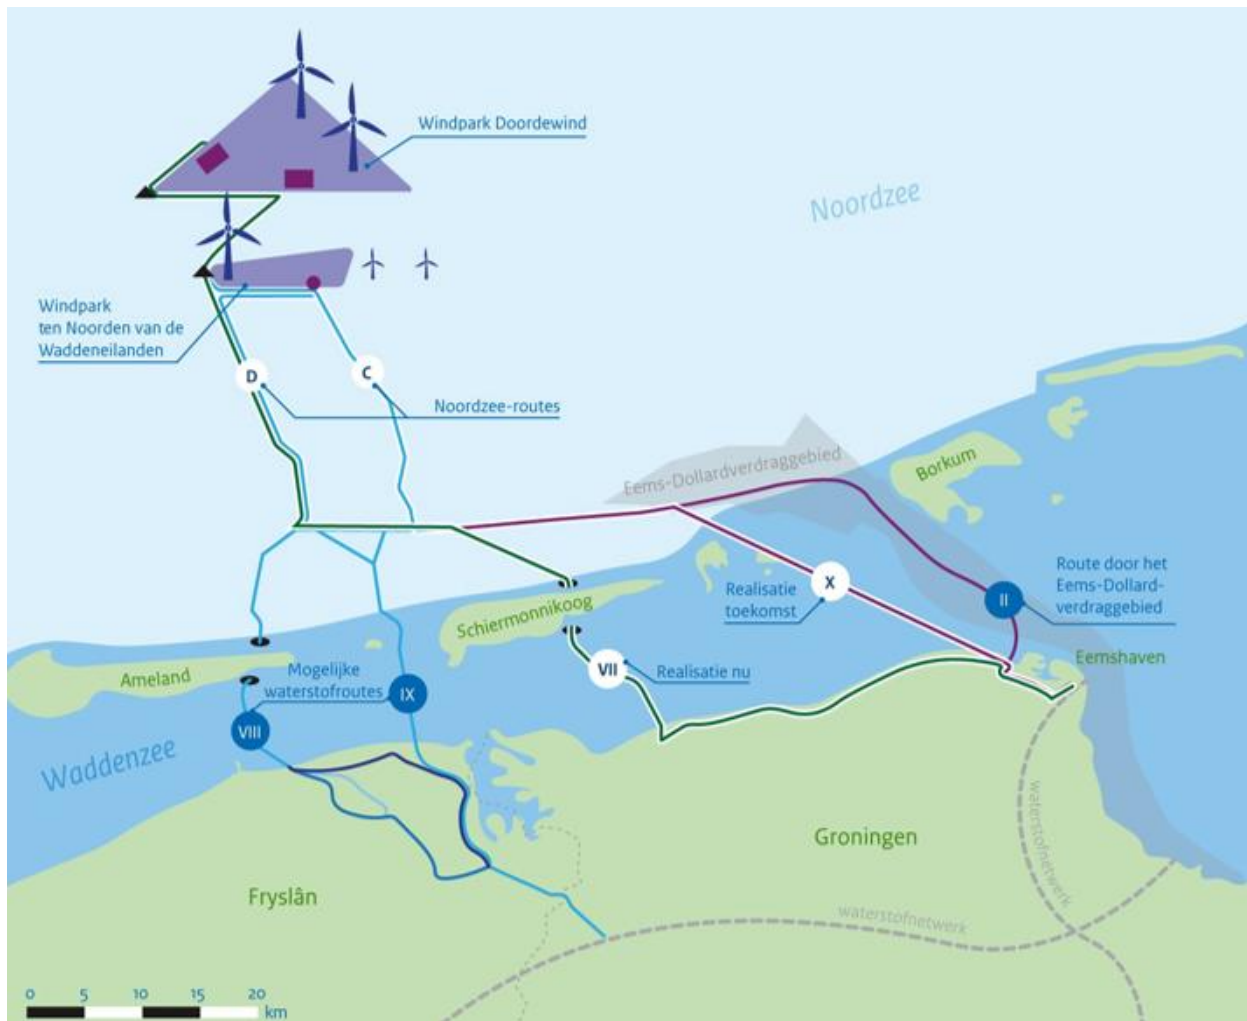 Windpark Doordewind
Noordzee
Windpark
ten Noorden van de
Waddeneilanden
D
C
Noordzee-routes
Eems-Dollardverdraggebied
Borkum
Route door het
Eems-Dollard-
verdraggebied
II
X
Realisatie
toekomst
Schiermonnikoog
Ameland
Mogelijke
waterstofroutes
VII
Realisatie nu
Eemshaven
IX
VIII
Waddenzee
Groningen
Fryslân
waterstofnetwerk
waterstofnetwerk
0 5 10 15 20
km